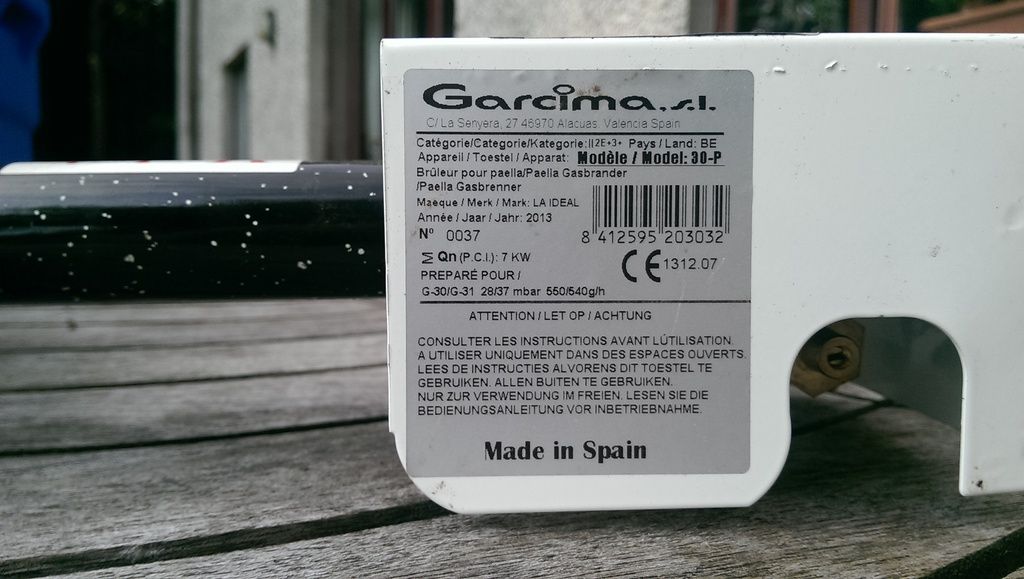 Garcima.s.l.
C/ La Senyera, 27 46970 Alacuas. Valencia Spain
Catégorie/Categorie/Kategorie:II2E+3+ Pays / Land: BE
Appareil / Toestel / Apparat: Modèle / Model: 30-P
Brûleur pour paella/Paella Gasbrander
/Paella Gasbrenner
Maeque / Merk / Mark: LA IDEAL
Année / Jaar / Jahr: 2013
Nº 0037
8 412595 203032
Σ Qn (P.C.I.): 7 KW
CE 1312.07
PREPARÉ POUR /
G-30/G-31 28/37 mbar 550/540g/h
ATTENTION / LET OP / ACHTUNG
CONSULTER LES INSTRUCTIONS AVANT LÚTILISATION.
A UTILISER UNIQUEMENT DANS DES ESPACES OUVERTS.
LEES DE INSTRUCTIES ALVORENS DIT TOESTEL TE
GEBRUIKEN. ALLEN BUITEN TE GEBRUIKEN.
NUR ZUR VERWENDUNG IM FREIEN. LESEN SIE DIE
BEDIENUNGSANLEITUNG VOR INBETRIEBNAHME.
Made in Spain